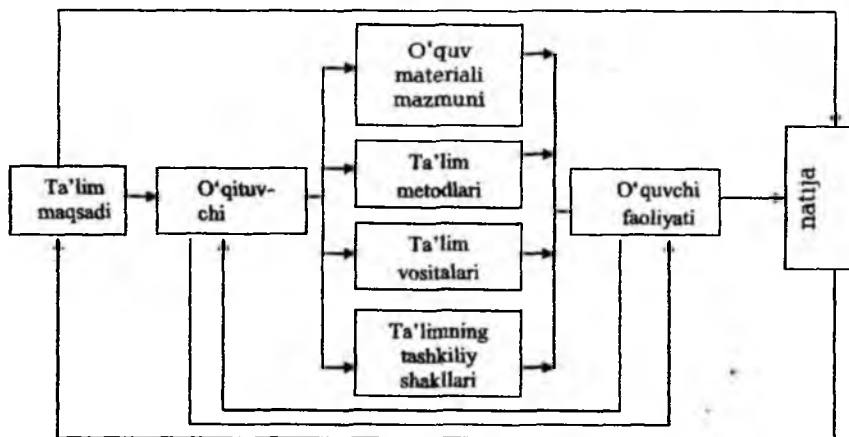 Ta’lim
maqsadi
O‘qituv-
chi
O‘quv
materiali
mazmuni
Ta’lim
metodlari
Ta’lim
vositalari
Ta’limning
tashkiliy
shakllari
O‘quvchi
faoliyati
natija